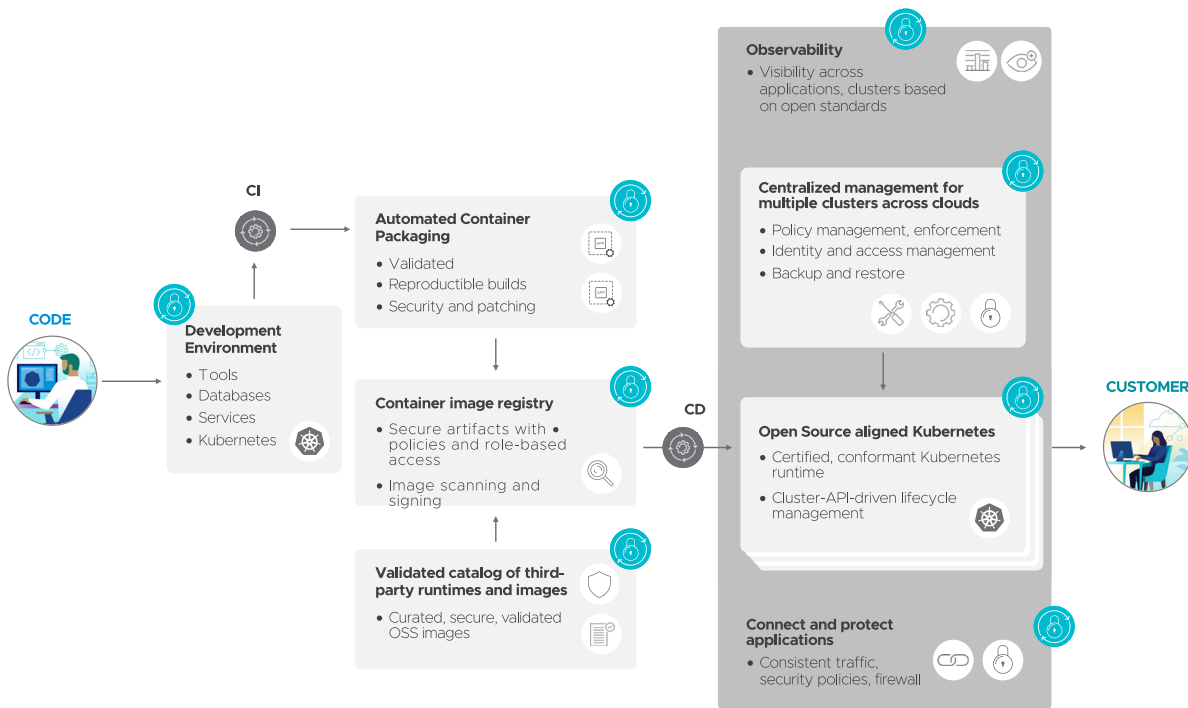 CODE
Development
Environment
• Tools
• Databases
• Services
• Kubernetes
CI
Automated Container
Packaging
• Validated
• Reproducible builds
• Security and patching
Container image registry
• Secure artifacts with •
policies and role-based
access
• Image scanning and
signing
Validated catalog of third-
party runtimes and images
• Curated, secure, validated
OSS images
CD
Observability
• Visibility across
applications, clusters based
on open standards
Centralized management for
multiple clusters across clouds
• Policy management, enforcement
• Identity and access management
• Backup and restore
Open Source aligned Kubernetes
• Certified, conformant Kubernetes
runtime
• Cluster-API-driven lifecycle
management
Connect and protect
applications
• Consistent traffic,
security policies, firewall
CUSTOMER